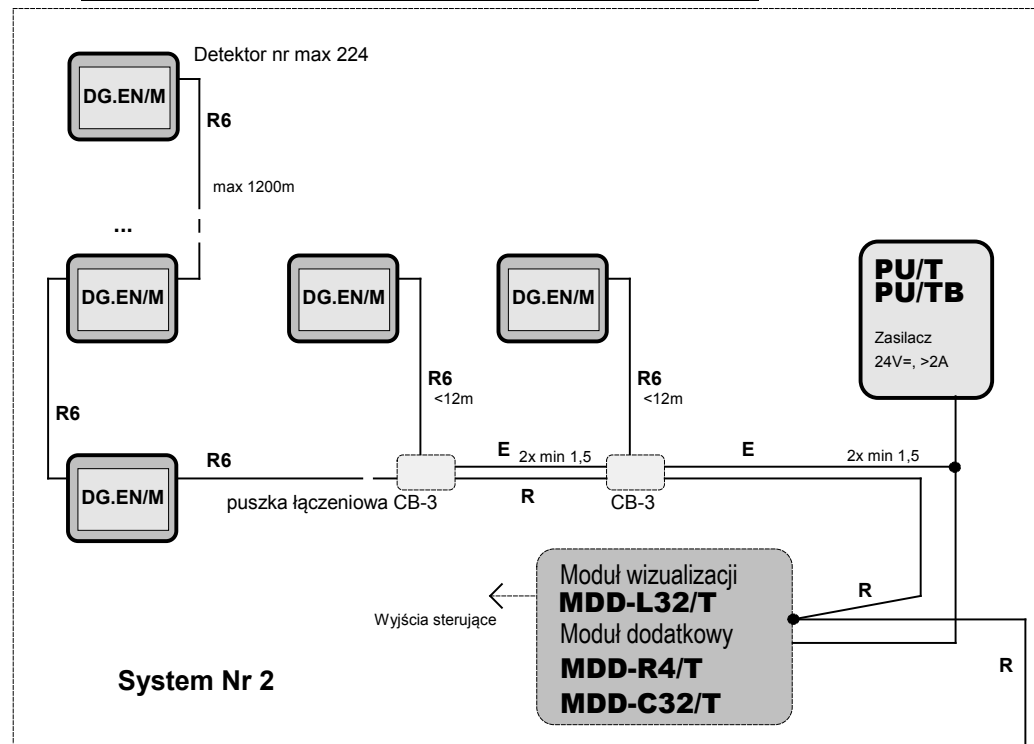 Detektor nr max 224
DG.EN/M
R6
max 1200m
...
DG.EN/M
DG.EN/M
DG.EN/M
PU/T
PU/TB
Zasilacz
24V=, >2A
R6
<12m
R6
<12m
R6
R6
E
2x min 1,5
E
2x min 1,5
DG.EN/M
puszka łączeniowa CB-3
R
CB-3
Moduł wizualizacji
MDD-L32/T
Moduł dodatkowy
MDD-R4/T
MDD-C32/T
R
Wyjścia sterujące
R
System Nr 2